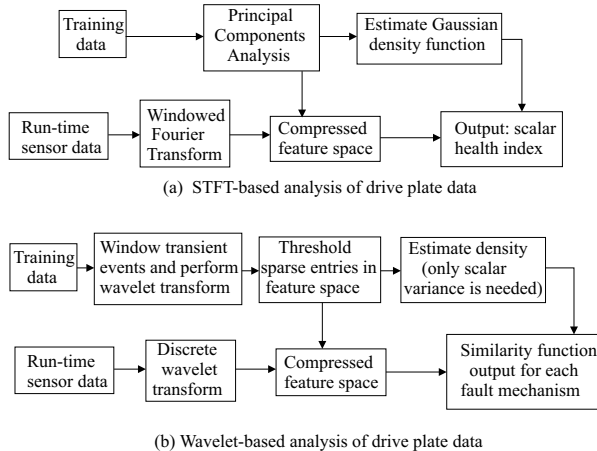 Training
data
Principal
Components
Analysis
Estimate Gaussian
density function
Run-time
sensor data
Windowed
Fourier
Transform
Compressed
feature space
Output: scalar
health index
(a) STFT-based analysis of drive plate data
Training
data
Window transient
events and perform
wavelet transform
Threshold
sparse entries in
feature space
Estimate density
(only scalar
variance is needed)
Run-time
sensor data
Discrete
wavelet
transform
Compressed
feature space
Similarity function
output for each
fault mechanism
(b) Wavelet-based analysis of drive plate data